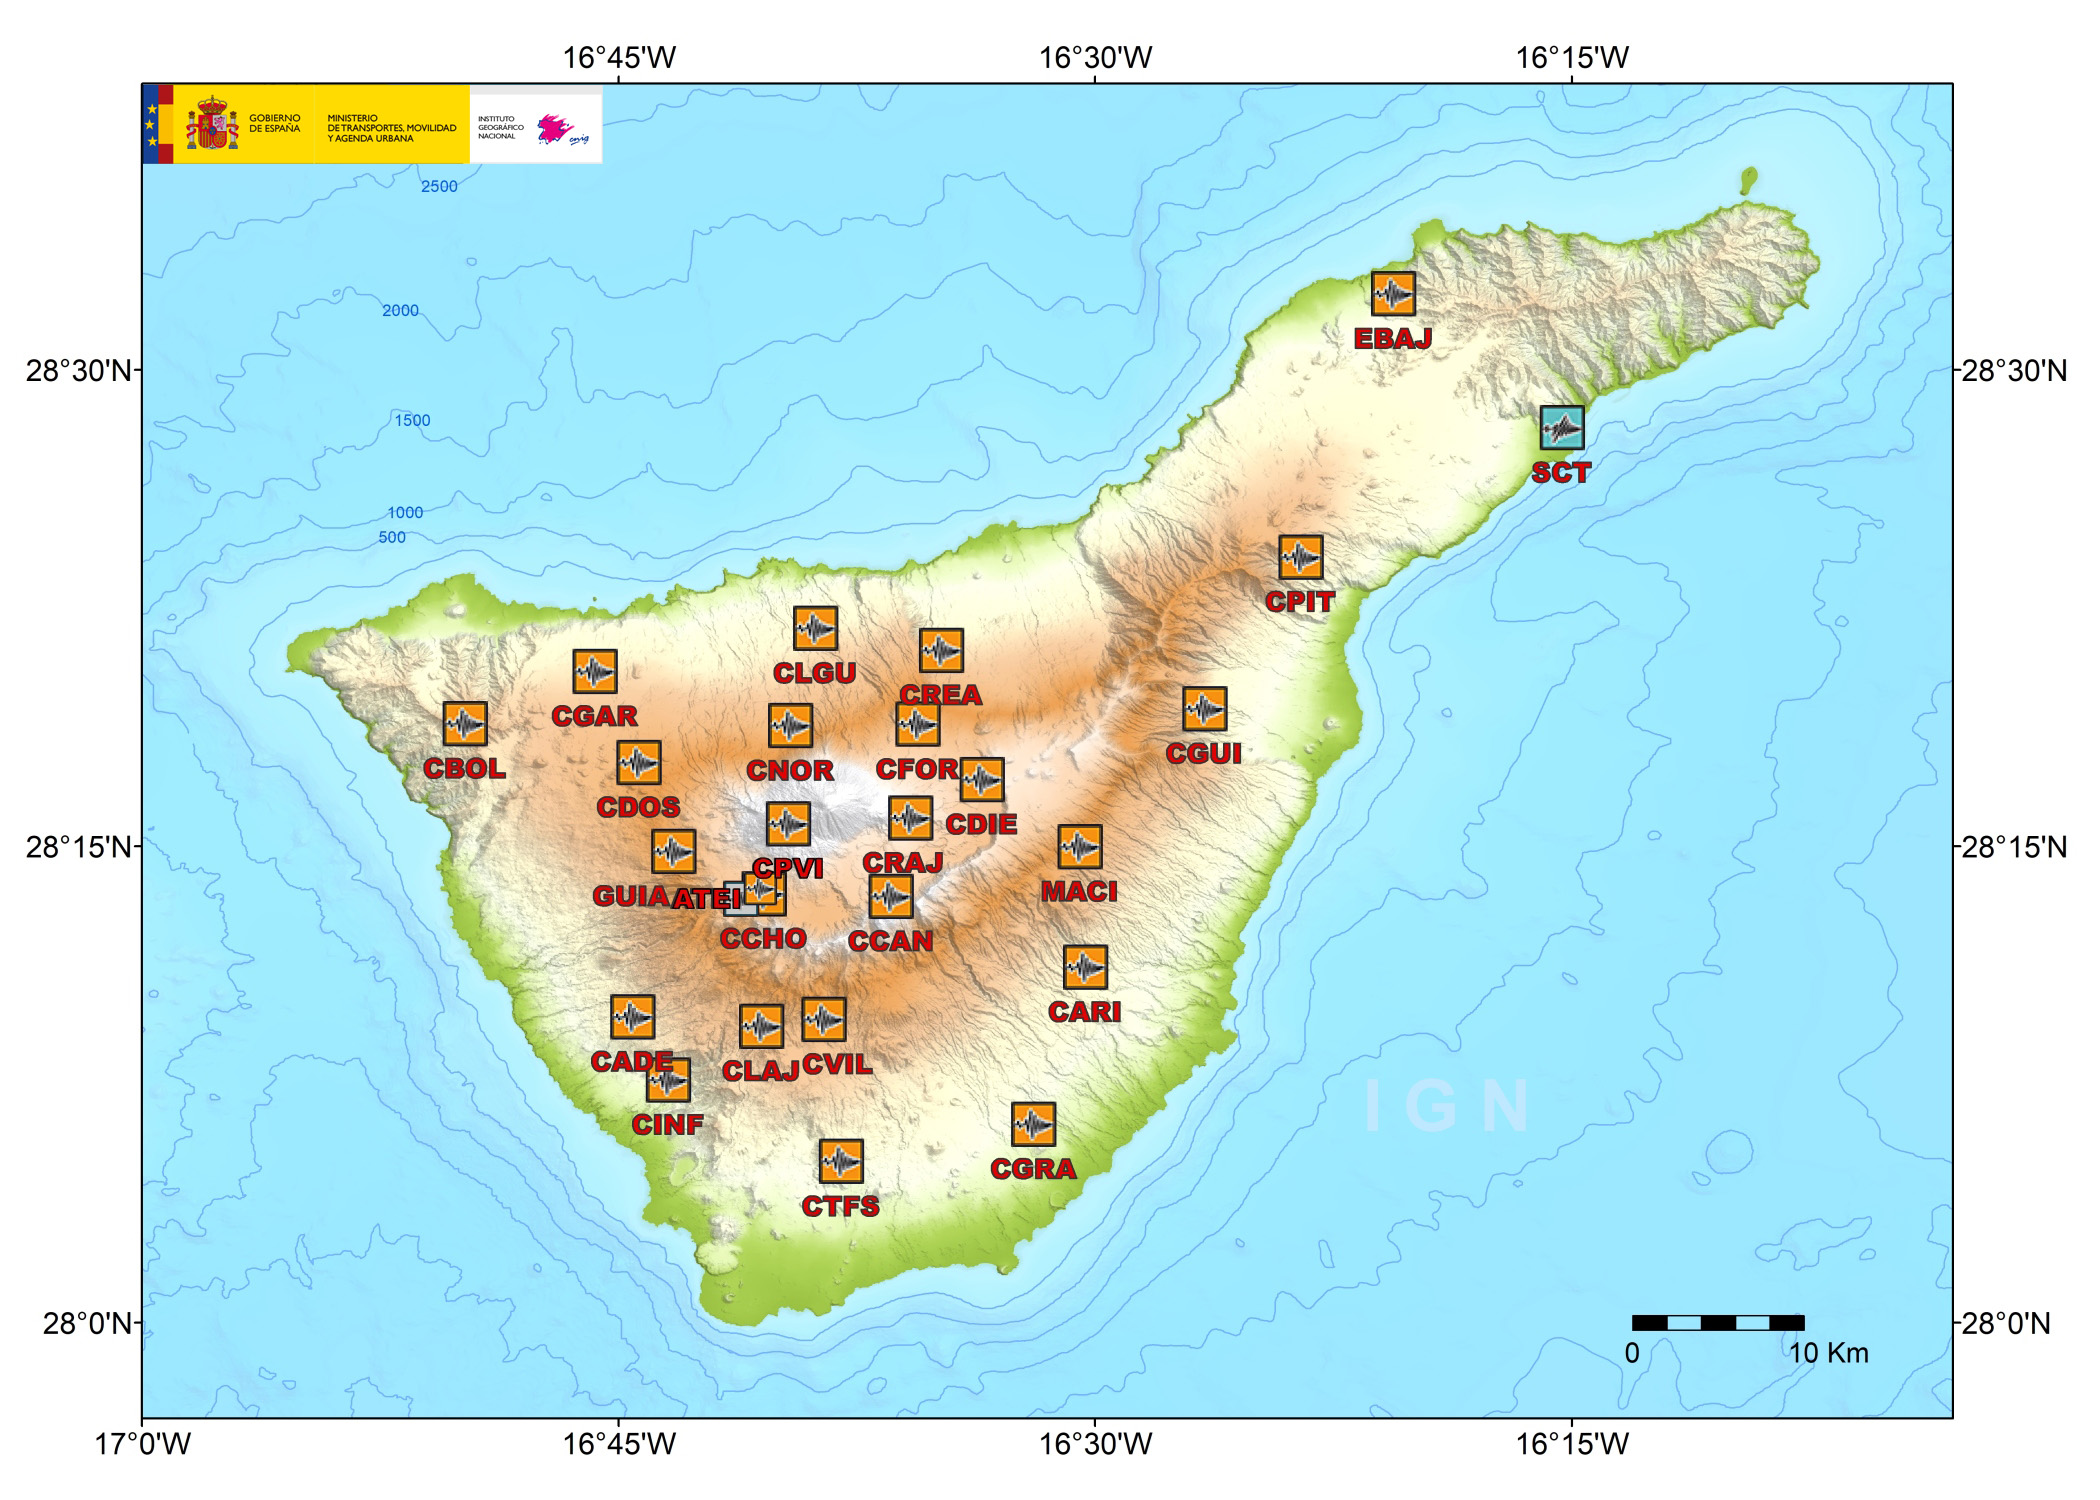 16°45'W
16°30'W
16°15'W
GOBIERNO
DE ESPAÑA
MINISTERIO
DE TRANSPORTES, MOVILIDAD
Y AGENDA URBANA
INSTITUTO
GEOGRÁFICO
NACIONAL
cnig
2500
2000
28°30'N
28°30'N
EBAJ
1500
SCT
1000
500
CPIT
CLGU
CREA
CGAR
CGUI
CBOL
CNOR
CFOR
CDOS
CDIE
28°15'N
28°15'N
CPVI
CRAJ
GUIA
ATEI
MACI
CCHO
CCAN
CARI
CADE
CLAJ
CVIL
IGN
CINF
CGRA
CTFS
28°0'N
28°0'N
0
10 Km
17°0'W
16°45'W
16°30'W
16°15'W